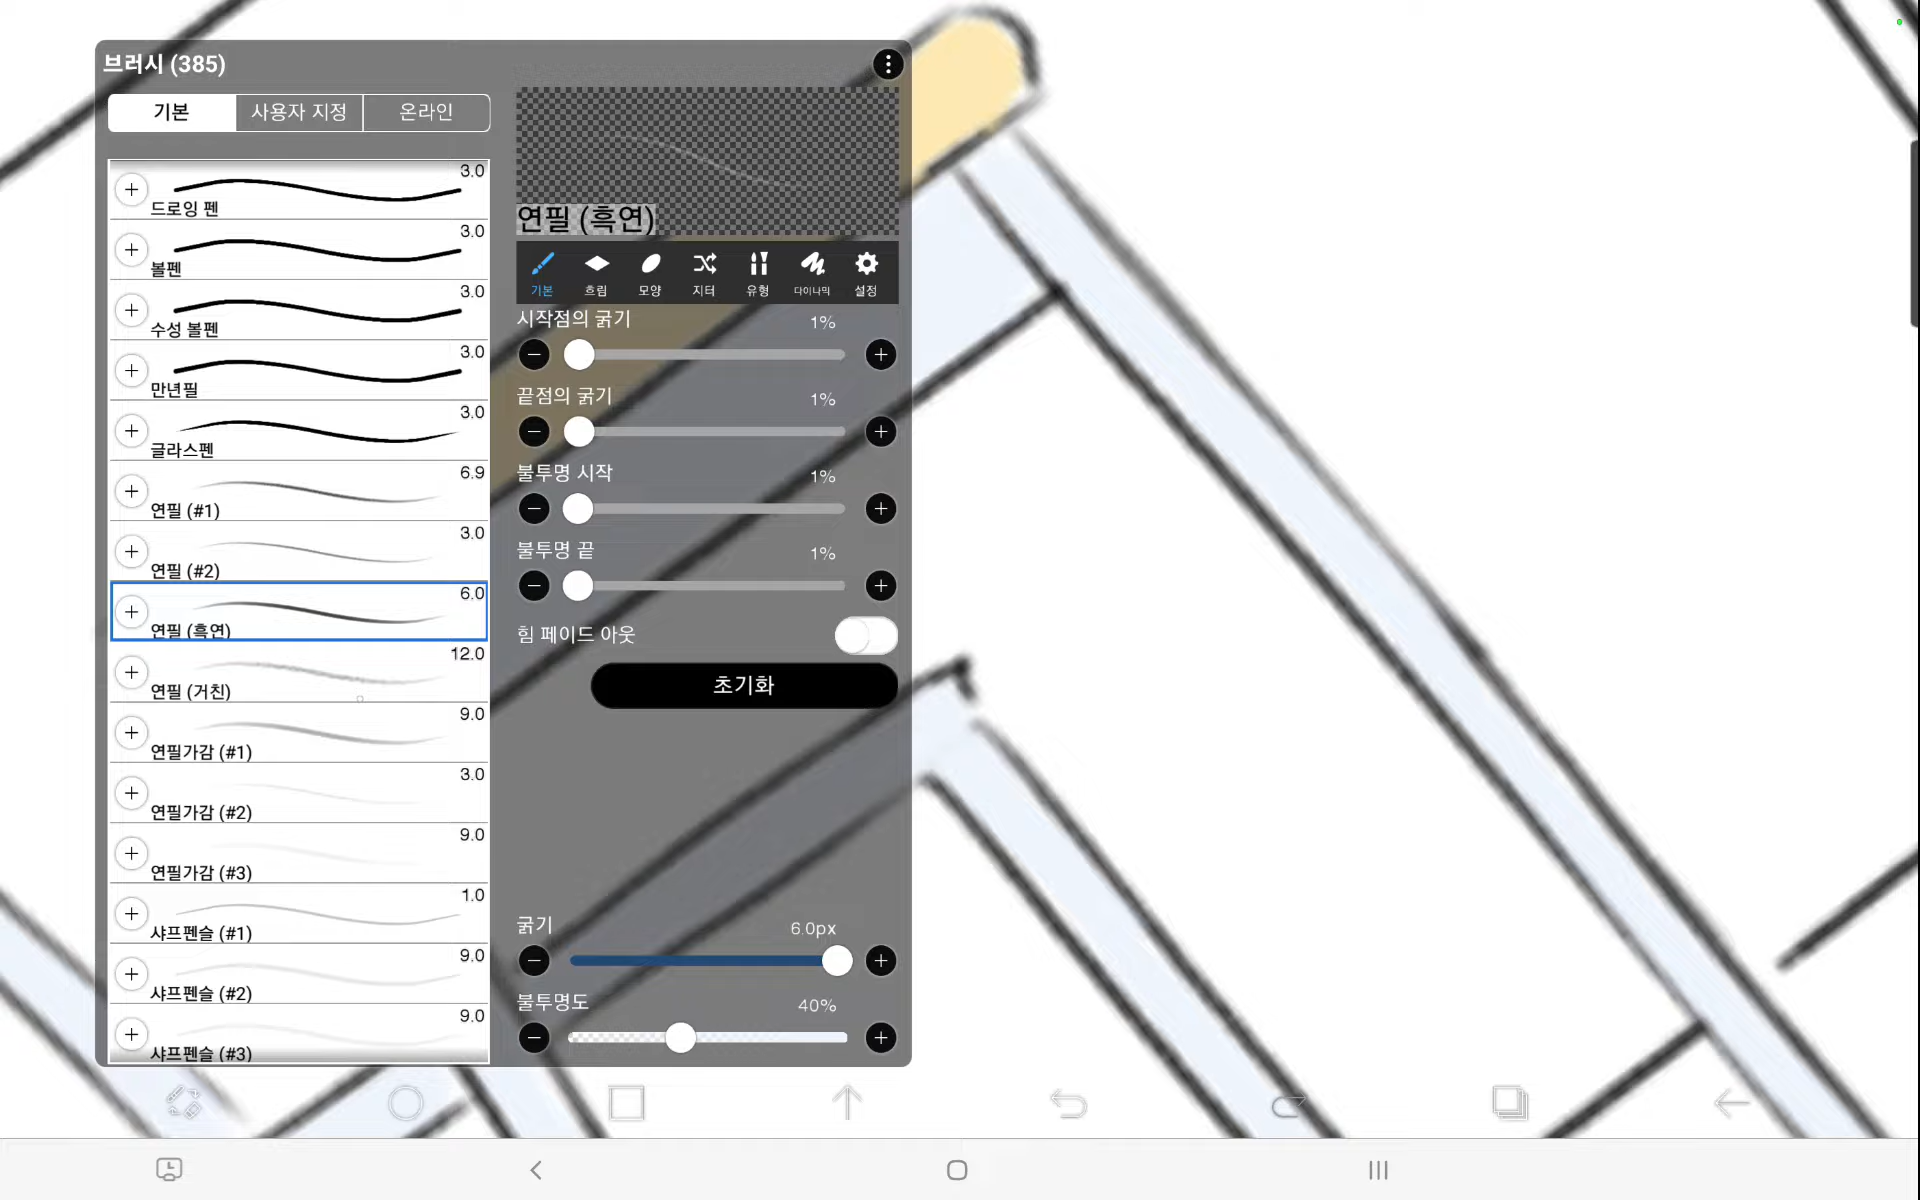 브러시 (385)
기본
사용자 지정
온라인
3.0
드로잉 펜
3.0
볼펜
3.0
수성 볼펜
3.0
만년필
3.0
글라스펜
6.9
연필 (#1)
3.0
연필 (#2)
6.0
연필 (흑연)
12.0
연필 (거친)
9.0
연필가감 (#1)
3.0
연필가감 (#2)
9.0
연필가감 (#3)
1.0
샤프펜슬 (#1)
9.0
샤프펜슬 (#2)
9.0
샤프펜슬 (#3)
연필 (흑연)
기본
흐림
모양
지터
유형
다이나믹
설정
시작점의 굵기
1%
끝점의 굵기
1%
불투명 시작
1%
불투명 끝
1%
힘 페이드 아웃
초기화
굵기
6.0px
불투명도
40%